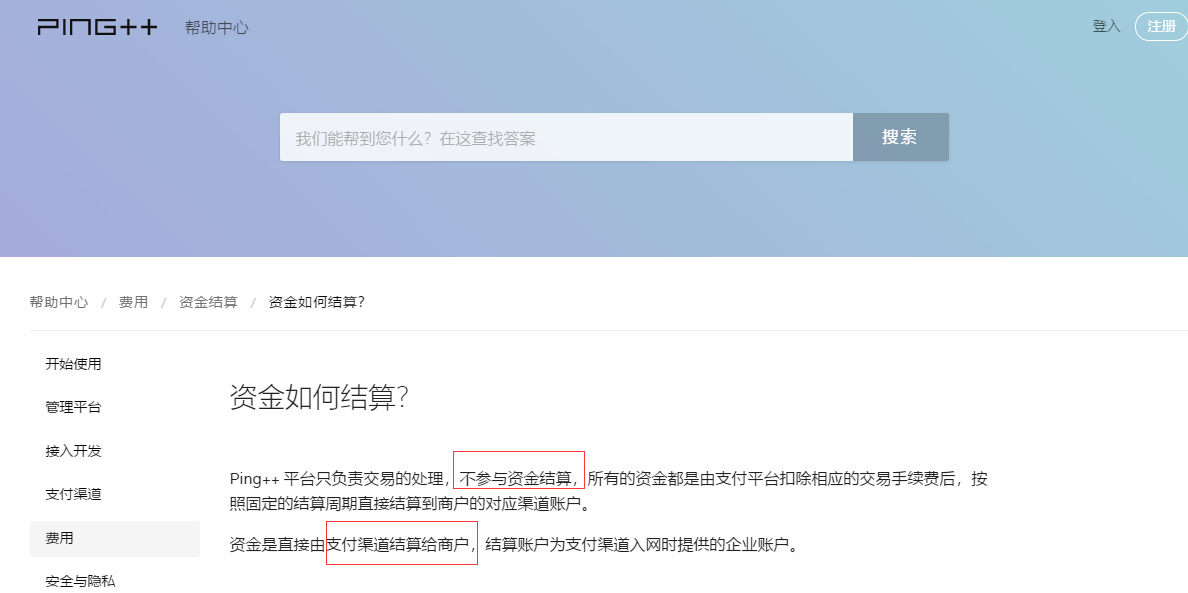 PING++ 帮助中心 登入 注册
我们能帮到您什么？在这查找答案 搜索
帮助中心 / 费用 / 资金结算 / 资金如何结算？
开始使用
管理平台
接入开发
支付渠道
费用
安全与隐私
资金如何结算？
Ping++ 平台只负责交易的处理，不参与资金结算，所有的资金都是由支付平台扣除相应的交易手续费后，按
照固定的结算周期直接结算到商户的对应渠道账户。
资金是直接由支付渠道结算给商户，结算账户为支付渠道入网时提供的企业账户。